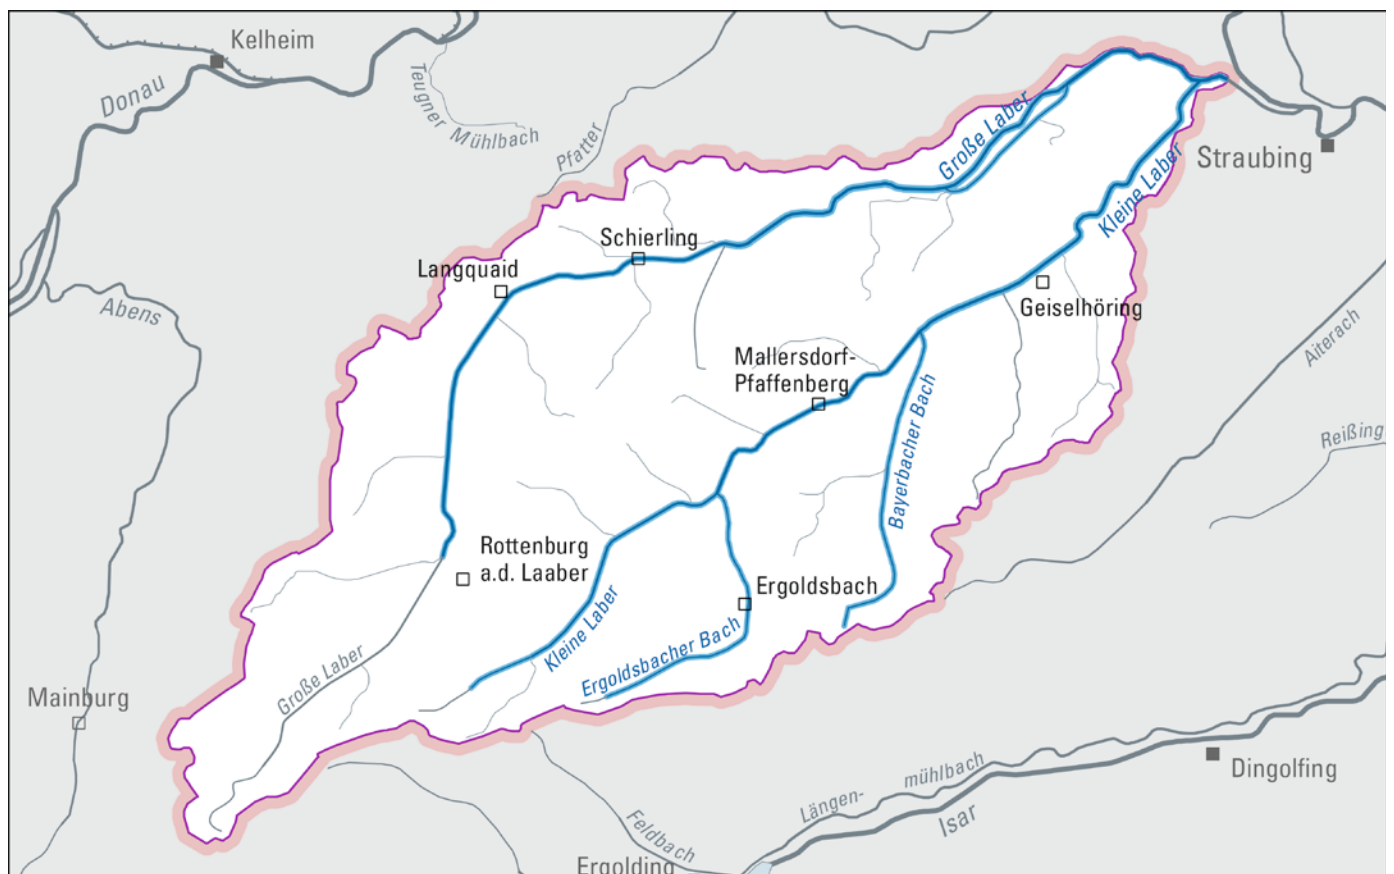 Kelheim
Donau
Teugner
Mühlbach
Pfatter
Große Laber
Straubing
Kleine Laber
Schierling
Langquaid
Abens
Geiselhöring
Aiterach
Mallersdorf-
Pfaffenberg
Bayerbacher Bach
Reißing
Rottenburg
a.d. Laaber
Ergoldsbach
Kleine Laber
Ergoldsbacher Bach
Große Laber
Mainburg
Dingolfing
Längen-
mühlbach
Isar
Feldbach
Ergolding